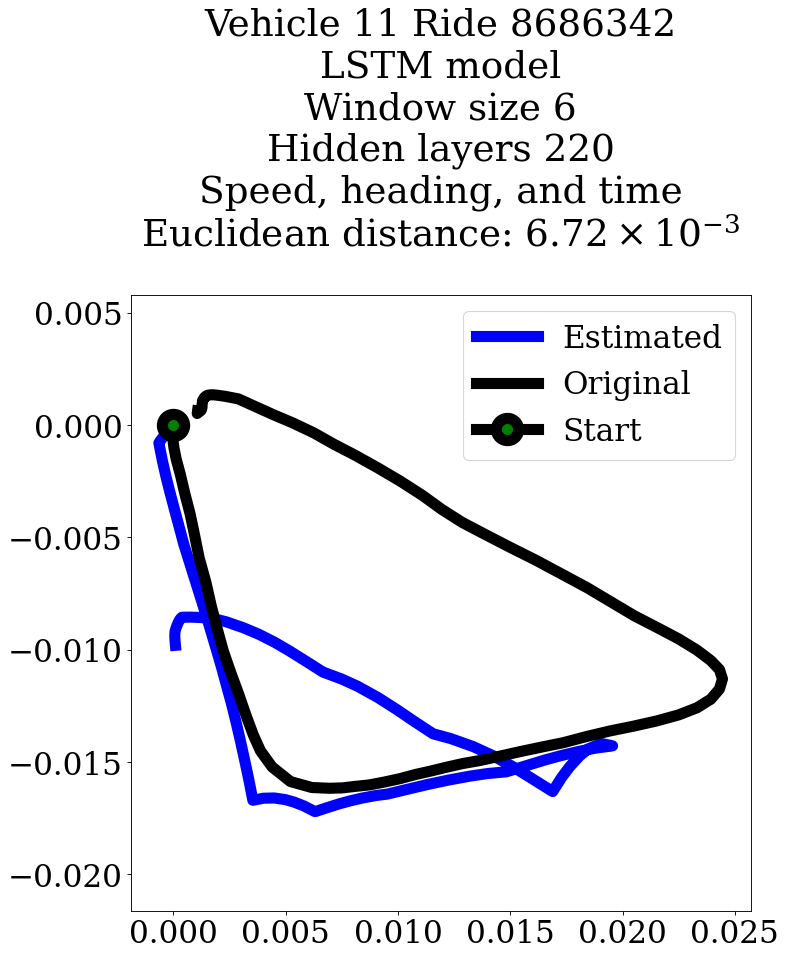 Vehicle 11 Ride 8686342
LSTM model
Window size 6
Hidden layers 220
Speed, heading, and time
Euclidean distance: 6.72 × 10⁻³
0.005
0.000
−0.005
−0.010
−0.015
−0.020
Estimated
Original
Start
0.000 0.005 0.010 0.015 0.020 0.025